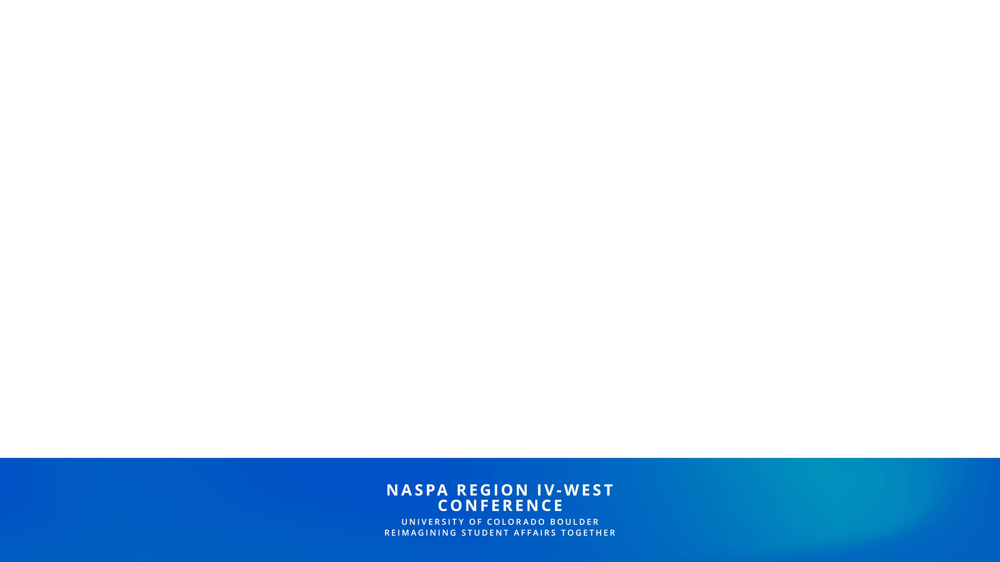 NASPA REGION IV-WEST
CONFERENCE
UNIVERSITY OF COLORADO BOULDER
REIMAGINING STUDENT AFFAIRS TOGETHER